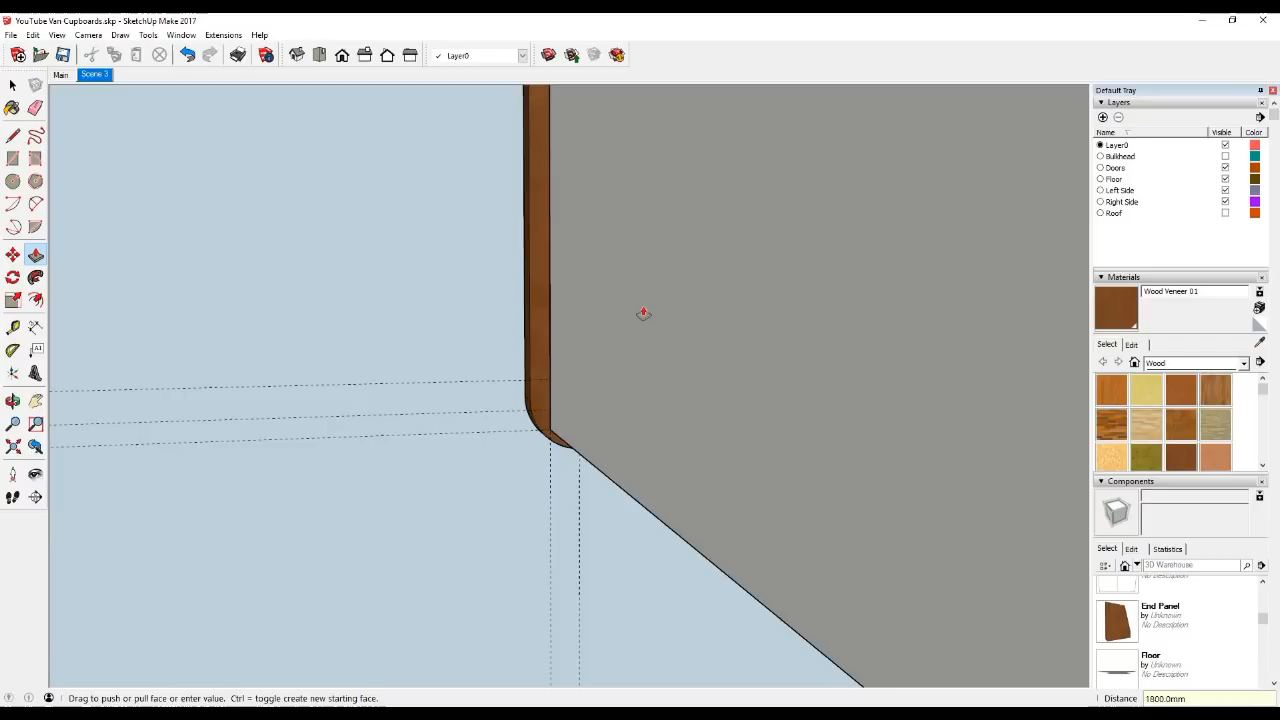 YouTube Van Cupboards.skp - SketchUp Make 2017
File Edit View Camera Draw Tools Window Extensions Help
Layer0
Main Scene 3
Default Tray
Layers
Name Visible Color
Layer0
Bulkhead
Doors
Floor
Left Side
Right Side
Roof
Materials
Wood Veneer 01
Select Edit
Wood
Components
Select Edit Statistics
3D Warehouse
No Description
End Panel
by Unknown
No Description
Floor
by Unknown
No Description
Drag to push or pull face or enter value. Ctrl = toggle create new starting face.
Distance 1800.0mm